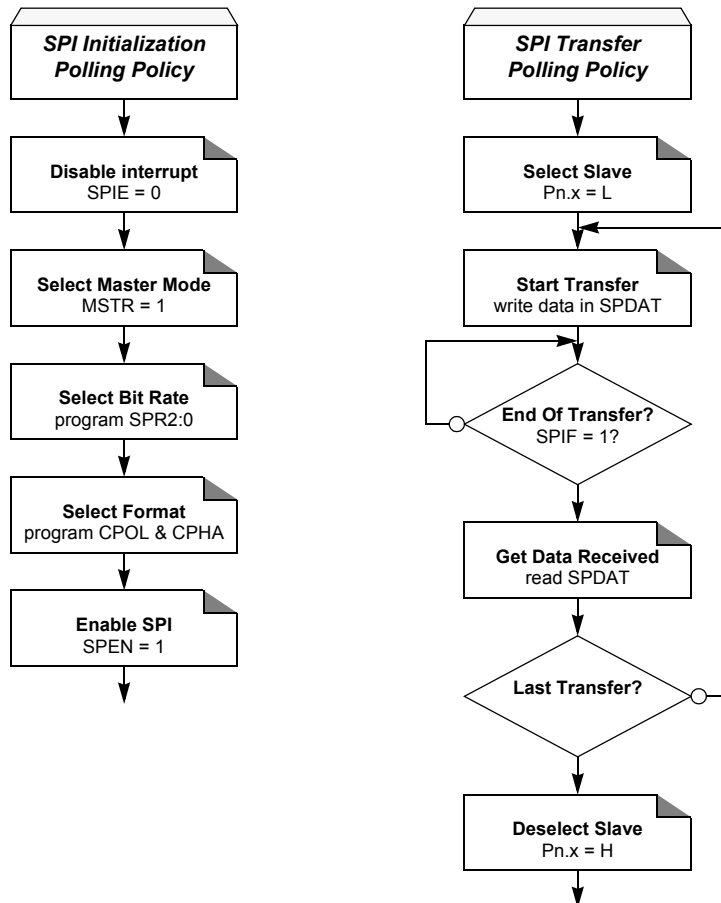 SPI Initialization
Polling Policy
Disable interrupt
SPIE = 0
Select Master Mode
MSTR = 1
Select Bit Rate
program SPR2:0
Select Format
program CPOL & CPHA
Enable SPI
SPEN = 1
SPI Transfer
Polling Policy
Select Slave
Pn.x = L
Start Transfer
write data in SPDAT
End Of Transfer?
SPIF = 1?
Get Data Received
read SPDAT
Last Transfer?
Deselect Slave
Pn.x = H